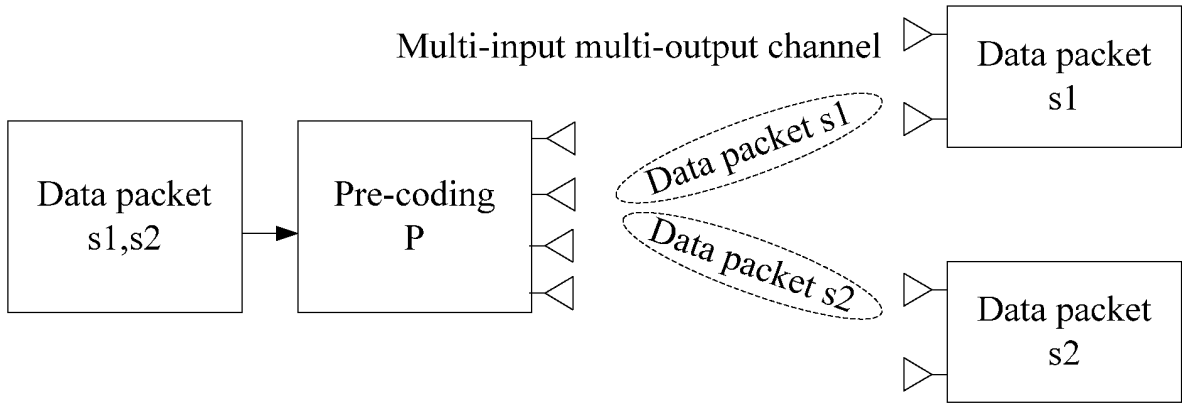 Multi-input multi-output channel
Data packet
s1,s2
Pre-coding
P
Data packet s1
Data packet s2
Data packet
s1
Data packet
s2